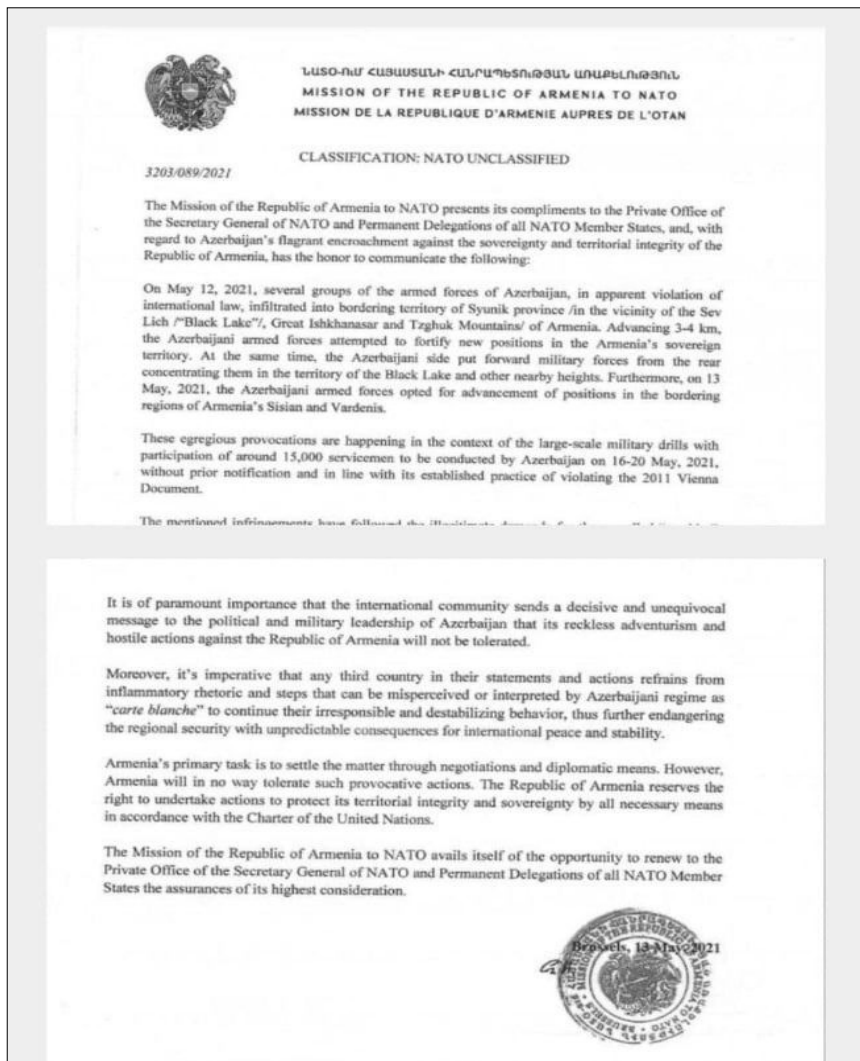 ՆԱՏՕ-ՈՒՄ ՀԱՅԱՍՏԱՆԻ ՀԱՆՐԱՊԵՏՈՒԹՅԱՆ ԱՌԱՔԵԼՈՒԹՅՈՒՆ
MISSION OF THE REPUBLIC OF ARMENIA TO NATO
MISSION DE LA REPUBLIQUE D'ARMENIE AUPRES DE L'OTAN
CLASSIFICATION: NATO UNCLASSIFIED
3203/089/2021
The Mission of the Republic of Armenia to NATO presents its compliments to the Private Office of
the Secretary General of NATO and Permanent Delegations of all NATO Member States, and, with
regard to Azerbaijan's flagrant encroachment against the sovereignty and territorial integrity of the
Republic of Armenia, has the honor to communicate the following:
On May 12, 2021, several groups of the armed forces of Azerbaijan, in apparent violation of
international law, infiltrated into bordering territory of Syunik province /in the vicinity of the Sev
Lich /"Black Lake"/, Great Ishkhanasar and Tzghuk Mountains/ of Armenia. Advancing 3-4 km,
the Azerbaijani armed forces attempted to fortify new positions in the Armenia's sovereign
territory. At the same time, the Azerbaijani side put forward military forces from the rear
concentrating them in the territory of the Black Lake and other nearby heights. Furthermore, on 13
May, 2021, the Azerbaijani armed forces opted for advancement of positions in the bordering
regions of Armenia's Sisian and Vardenis.
These egregious provocations are happening in the context of the large-scale military drills with
participation of around 15,000 servicemen to be conducted by Azerbaijan on 16-20 May, 2021,
without prior notification and in line with its established practice of violating the 2011 Vienna
Document.
The mentioned infringements have followed the
It is of paramount importance that the international community sends a decisive and unequivocal
message to the political and military leadership of Azerbaijan that its reckless adventurism and
hostile actions against the Republic of Armenia will not be tolerated.
Moreover, it's imperative that any third country in their statements and actions refrains from
inflammatory rhetoric and steps that can be misperceived or interpreted by Azerbaijani regime as
"carte blanche" to continue their irresponsible and destabilizing behavior, thus further endangering
the regional security with unpredictable consequences for international peace and stability.
Armenia's primary task is to settle the matter through negotiations and diplomatic means. However,
Armenia will in no way tolerate such provocative actions. The Republic of Armenia reserves the
right to undertake actions to protect its territorial integrity and sovereignty by all necessary means
in accordance with the Charter of the United Nations.
The Mission of the Republic of Armenia to NATO avails itself of the opportunity to renew to the
Private Office of the Secretary General of NATO and Permanent Delegations of all NATO Member
States the assurances of its highest consideration.
Brussels, 13 May 2021